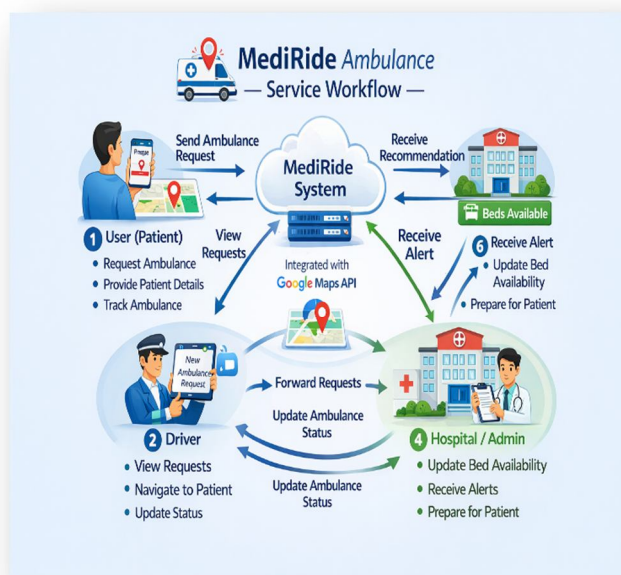 MediRide Ambulance
— Service Workflow —
Send Ambulance
Request
MediRide
System
Receive
Recommendation
Beds Available
1 User (Patient)
• Request Ambulance
• Provide Patient Details
• Track Ambulance
View
Requests
Integrated with
Google Maps API
Receive
Alert
6 Receive Alert
• Update Bed
Availability
• Prepare for Patient
New
Ambulance
Request
Forward Requests
Update Ambulance
Status
Update Ambulance
Status
2 Driver
• View Requests
• Navigate to Patient
• Update Status
4 Hospital / Admin
• Update Bed Availability
• Receive Alerts
• Prepare for Patient